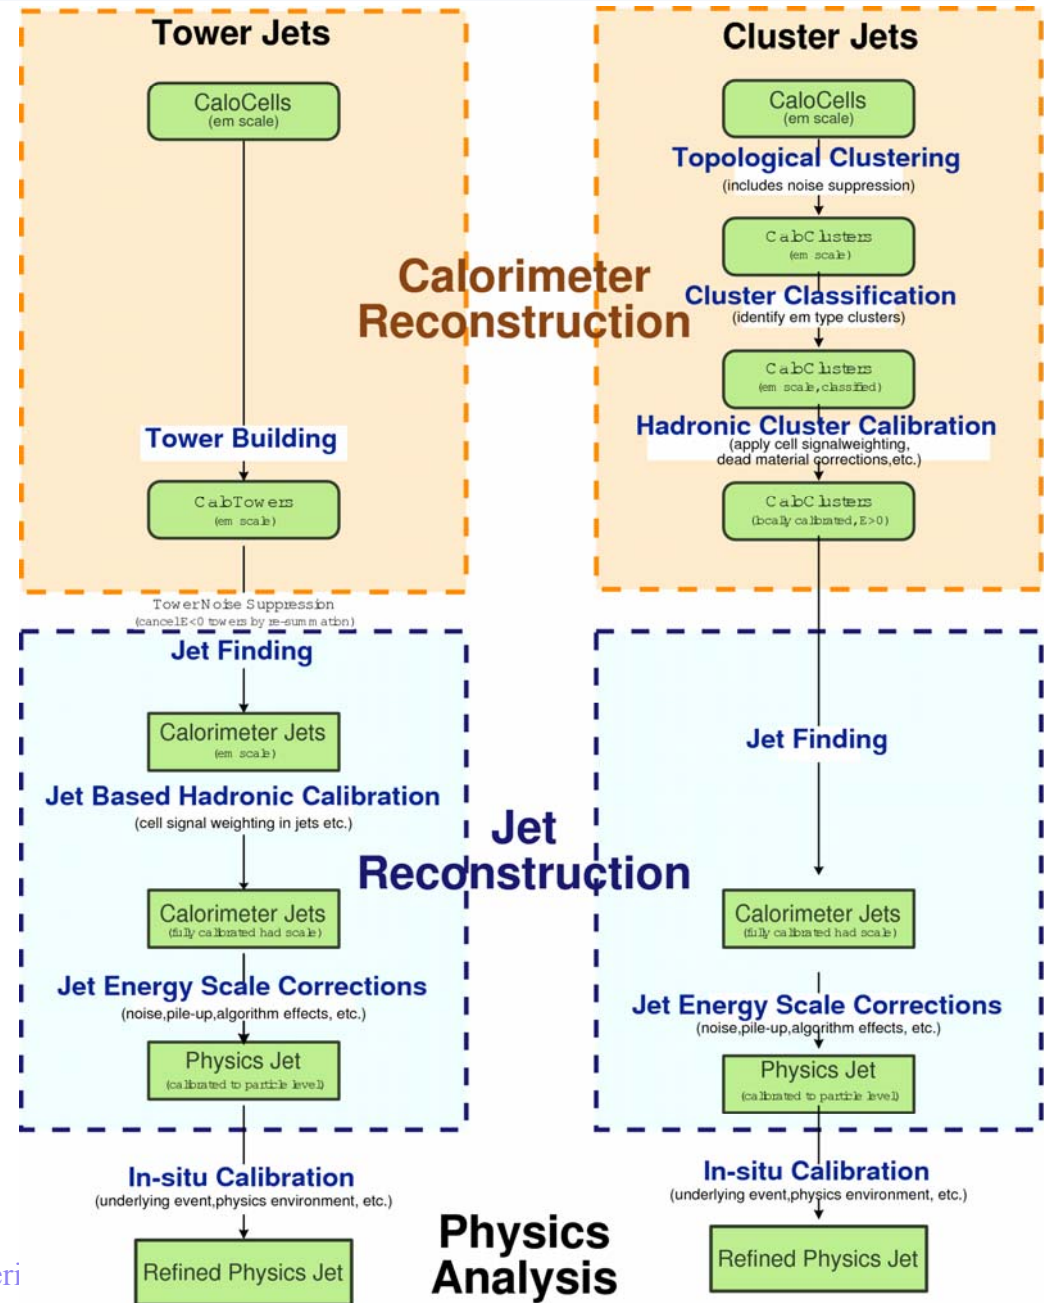 Tower Jets
CaloCells
(em scale)
Tower Building
CaloTowers
(em scale)
Tower Noise Suppression
(cancel E<0 towers by re-summation)
Jet Finding
Calorimeter Jets
(em scale)
Jet Based Hadronic Calibration
(cell signal weighting in jets etc.)
Calorimeter Jets
(fully calibrated had scale)
Jet Energy Scale Corrections
(noise,pile-up,algorithm effects, etc.)
Physics Jet
(calibrated to particle level)
In-situ Calibration
(underlying event,physics environment, etc.)
Refined Physics Jet
Calorimeter
Reconstruction
Jet
Reconstruction
Physics
Analysis
Cluster Jets
CaloCells
(em scale)
Topological Clustering
(includes noise suppression)
CaloClusters
(em scale)
Cluster Classification
(identify em type clusters)
CaloClusters
(em scale,classified)
Hadronic Cluster Calibration
(apply cell signalweighting,
dead material corrections,etc.)
CaloClusters
(locally calibrated,E>0)
Jet Finding
Calorimeter Jets
(fully calibrated had scale)
Jet Energy Scale Corrections
(noise,pile-up,algorithm effects, etc.)
Physics Jet
(calibrated to particle level)
In-situ Calibration
(underlying event,physics environment, etc.)
Refined Physics Jet